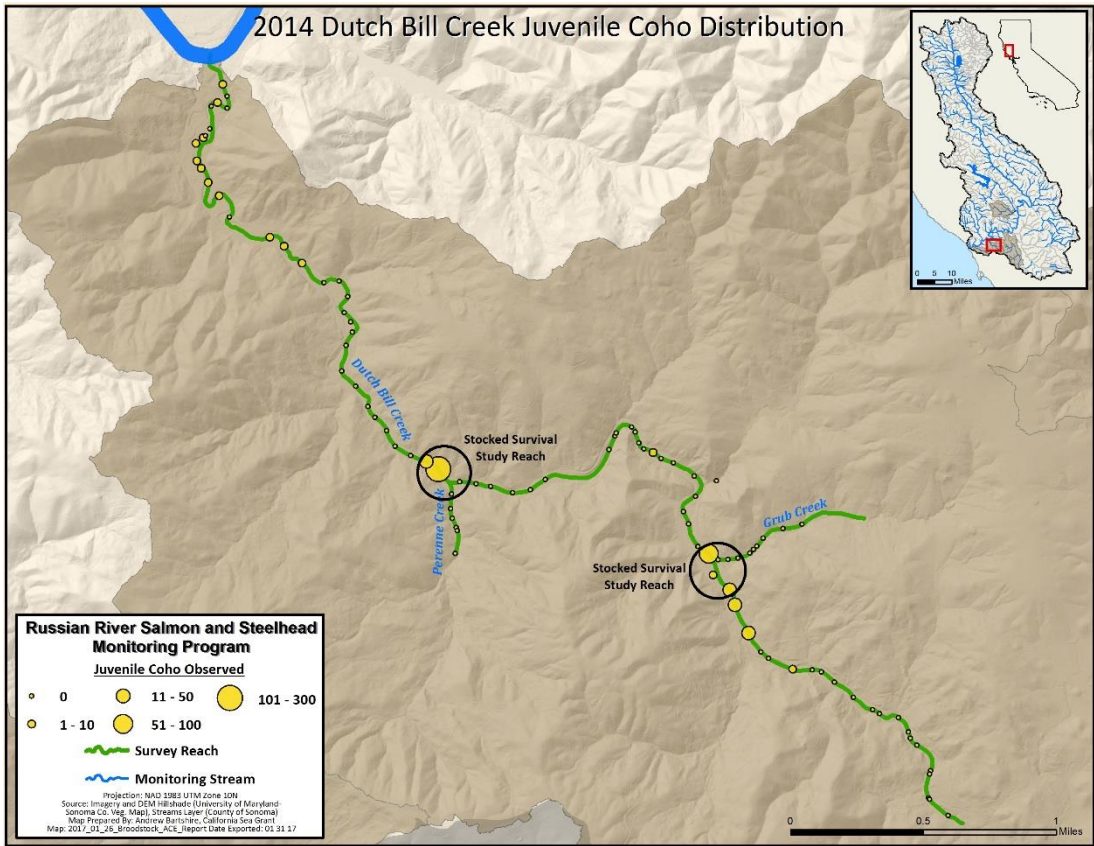 2014 Dutch Bill Creek Juvenile Coho Distribution
0 5 10
Miles
Dutch Bill Creek
Stocked Survival
Study Reach
Perenne Creek
Grub Creek
Stocked Survival
Study Reach
Russian River Salmon and Steelhead
Monitoring Program
Juvenile Coho Observed
0
11 - 50
101 - 300
1 - 10
51 - 100
Survey Reach
Monitoring Stream
Projection: NAD 1983 UTM Zone 10N
Source: Imagery and DEM Hillshade (University of Maryland-
Sonoma Co. Veg. Map), Streams Layer (County of Sonoma)
Map Prepared By: Andrew Bartshire, California Sea Grant
Map: 2017_01_26_Broodstock_ACE_Report Date Exported: 01 31 17
0 0.5 1
Miles